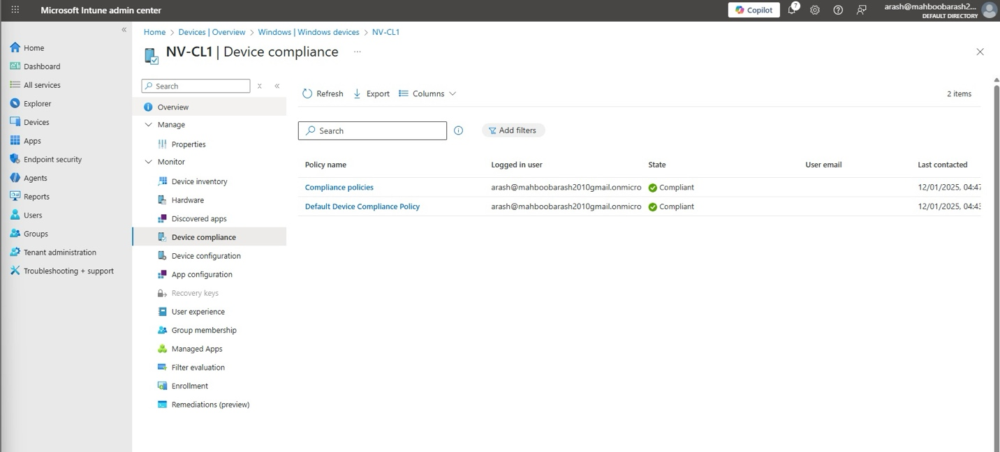 Microsoft Intune admin center
Copilot
7
arash@mahboobarash2...
DEFAULT DIRECTORY
Home
Dashboard
All services
Explorer
Devices
Apps
Endpoint security
Agents
Reports
Users
Groups
Tenant administration
Troubleshooting + support
Home > Devices | Overview > Windows | Windows devices > NV-CL1
NV-CL1 | Device compliance ...
Search
Overview
Manage
Properties
Monitor
Device inventory
Hardware
Discovered apps
Device compliance
Device configuration
App configuration
Recovery keys
User experience
Group membership
Managed Apps
Filter evaluation
Enrollment
Remediations (preview)
Refresh Export Columns 2 items
Search Add filters
Policy name Logged in user State User email Last contacted
Compliance policies arash@mahboobarash2010gmail.onmicro Compliant 12/01/2025, 04:47
Default Device Compliance Policy arash@mahboobarash2010gmail.onmicro Compliant 12/01/2025, 04:43